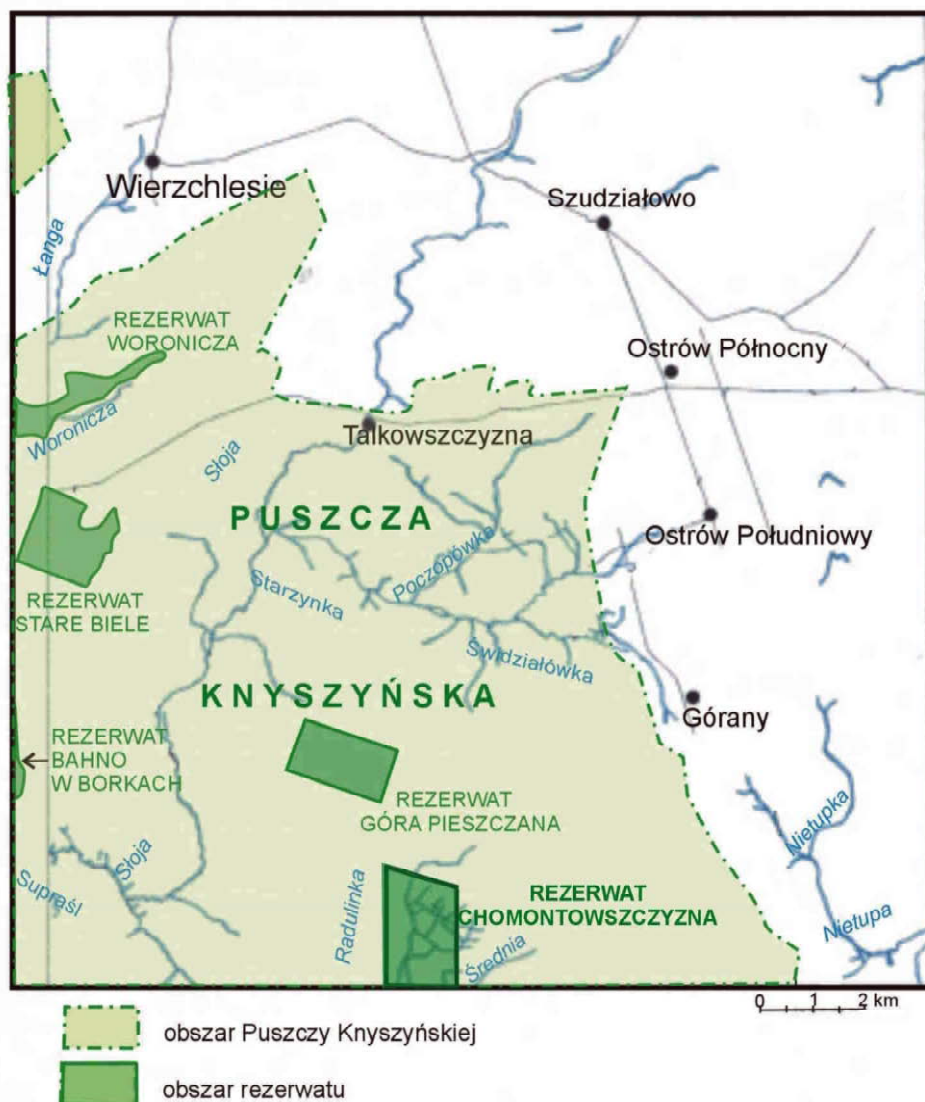 Wierzchlesie
Szudziałowo
Łanga
REZERWAT
WORONICZA
Ostrów Północny
Woronicza
Talkowszczyzna
Słoja
PUSZCZA
Poczopówka
Ostrów Południowy
Starzynka
REZERWAT
STARE BIELE
Świdziałówka
KNYSZYŃSKA
Górany
REZERWAT
BAHNO
W BORKACH
REZERWAT
GÓRA PIESZCZANA
Nietupka
Słoja
Supraśl
Radulinka
REZERWAT
CHOMONTOWSZCZYZNA
Średnia
Nietupa
0 1 2 km
obszar Puszczy Knyszyńskiej
obszar rezerwatu